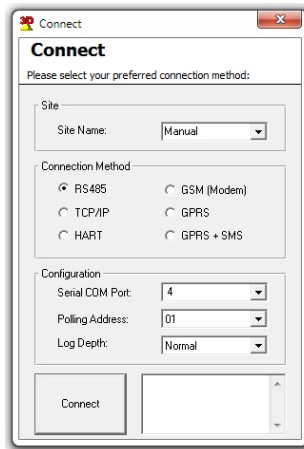 3D Connect
Connect
Please select your preferred connection method:
Site
Site Name: Manual
Connection Method
RS485 GSM (Modem)
TCP/IP GPRS
HART GPRS + SMS
Configuration
Serial COM Port: 4
Polling Address: 01
Log Depth: Normal
Connect